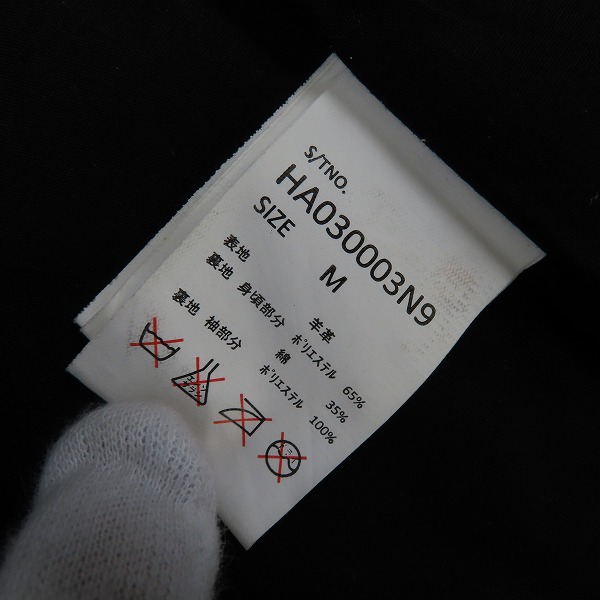 S/TNO.
HA030003N9
SIZE M
表地 羊革
裏地 身頃部分 ポリエステル 65%
綿 35%
裏地 袖部分 ポリエステル 100%